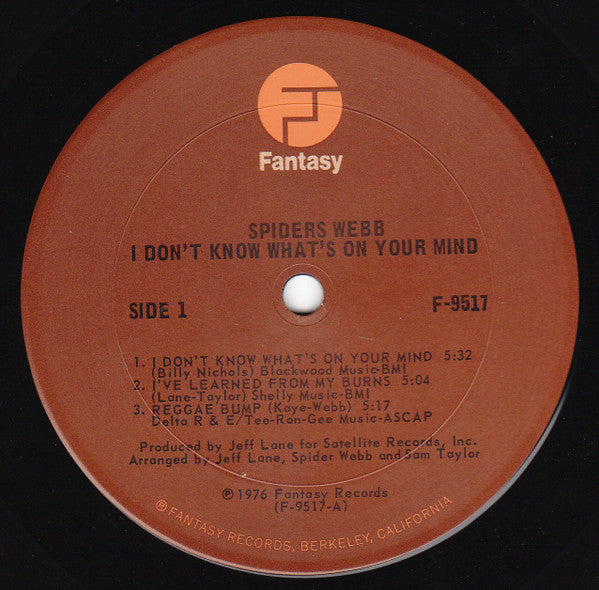 Fantasy
SPIDERS WEBB
I DON'T KNOW WHAT'S ON YOUR MIND
SIDE 1
F-9517
1. I DON'T KNOW WHAT'S ON YOUR MIND 5:32
(Billy Nichols) Blackwood Music-BMI
2. I'VE LEARNED FROM MY BURNS 5:04
(Lane-Taylor) Shelly Music-BMI
3. REGGAE BUMP (Kaye-Webb) 5:17
Delta R & E/Tee-Ron-Gee Music-ASCAP
Produced by Jeff Lane for Satellite Records, Inc.
Arranged by Jeff Lane, Spider Webb and Sam Taylor
℗ 1976 Fantasy Records
(F-9517-A)
® FANTASY RECORDS, BERKELEY, CALIFORNIA